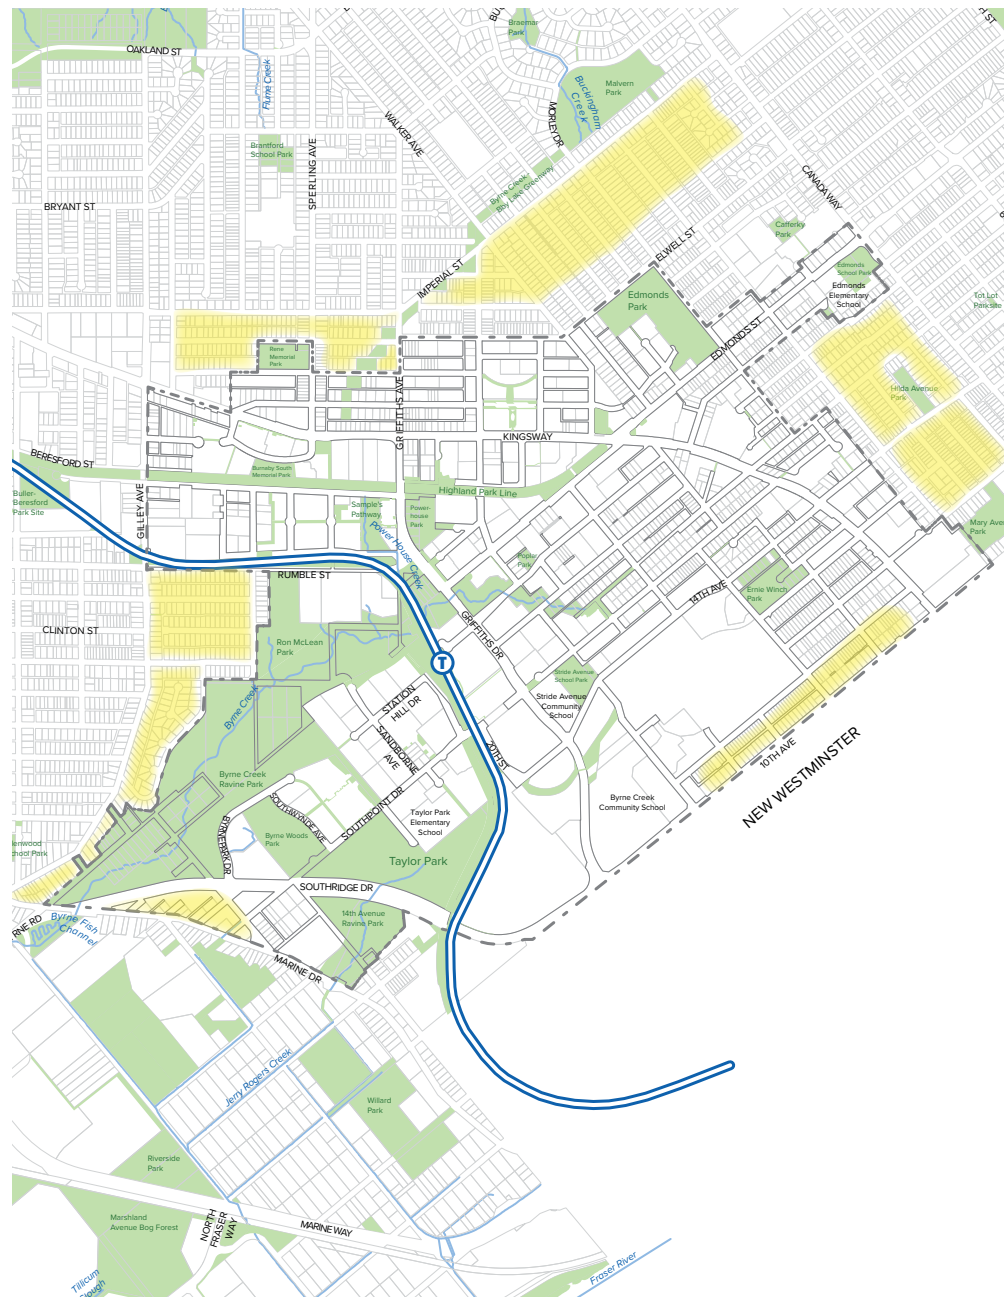 OAKLAND ST
Flume Creek
Braemar
Park
Malvern
Park
Buckingham
Creek
MORLEY DR
WALKER AVE
SPERLING AVE
Brantford
School Park
BRYANT ST
Byrne Creek -
Bby Lake Greenway
CANADA WAY
Cafferky
Park
ELWELL ST
IMPERIAL ST
Edmonds
School Park
Edmonds
Elementary
School
Edmonds
Park
Tot Lot
Parksite
EDMONDS ST
Rene
Memorial
Park
Hilda Avenue
Park
GRIFFITHS AVE
KINGSWAY
BERESFORD ST
Burnaby South
Memorial Park
Highland Park Line
GILLEY AVE
Buller-
Beresford
Park Site
Sample's
Pathway
Power-
house
Park
Power House Creek
Mary Ave
Park
Poplar
Park
RUMBLE ST
Ernie Winch
Park
14TH AVE
CLINTON ST
GRIFFITHS DR
Ron McLean
Park
T
Stride Avenue
School Park
Stride Avenue
Community
School
STATION
HILL DR
Byrne Creek
SANDBORNE
AVE
20TH ST
10TH AVE
NEW WESTMINSTER
Byrne Creek
Ravine Park
SOUTHWYNDE AVE
SOUTHPOINT DR
Byrne Creek
Community School
Taylor Park
Elementary
School
BYRNEPARK DR
Byrne Woods
Park
Taylor Park
SOUTHRIDGE DR
14th Avenue
Ravine Park
Byrne Fish
Channel
MARINE DR
Jerry Rogers Creek
Willard
Park
Riverside
Park
Marshland
Avenue Bog Forest
NORTH
FRASER
WAY
MARINE WAY
Fraser River
Tillicum